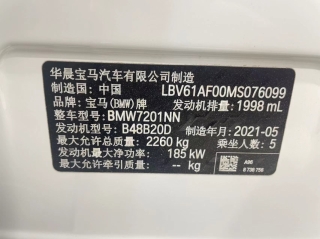 华晨宝马汽车有限公司制造
制造国：中国 LBV61AF00MS076099
品牌：宝马(BMW)牌 发动机排量：1998 mL
整车型号：BMW7201NN
发动机型号：B48B20D 制造年月：2021-05
最大允许总质量：2260 kg 乘坐人数：5
发动机最大净功率：185 kW
最大允许牵引质量：-- kg